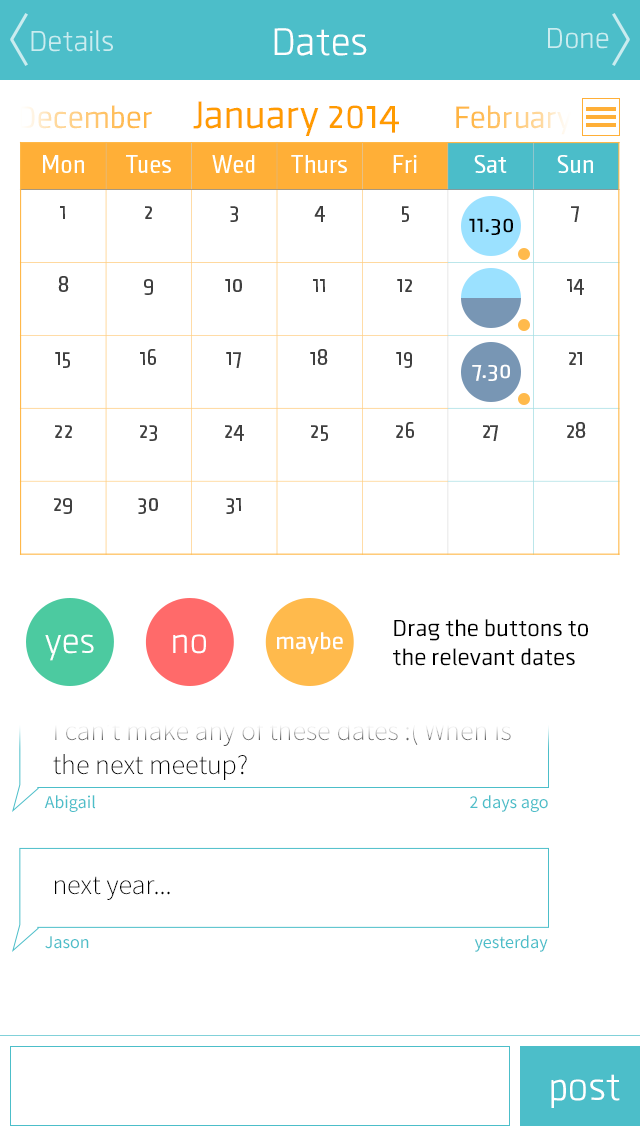 Details Dates Done
December January 2014 February
Mon Tues Wed Thurs Fri Sat Sun
1 2 3 4 5 11.30 7
8 9 10 11 12 14
15 16 17 18 19 7.30 21
22 23 24 25 26 27 28
29 30 31
yes no maybe
Drag the buttons to
the relevant dates
I can't make any of these dates :( When is
the next meetup?
Abigail 2 days ago
next year...
Jason yesterday
post